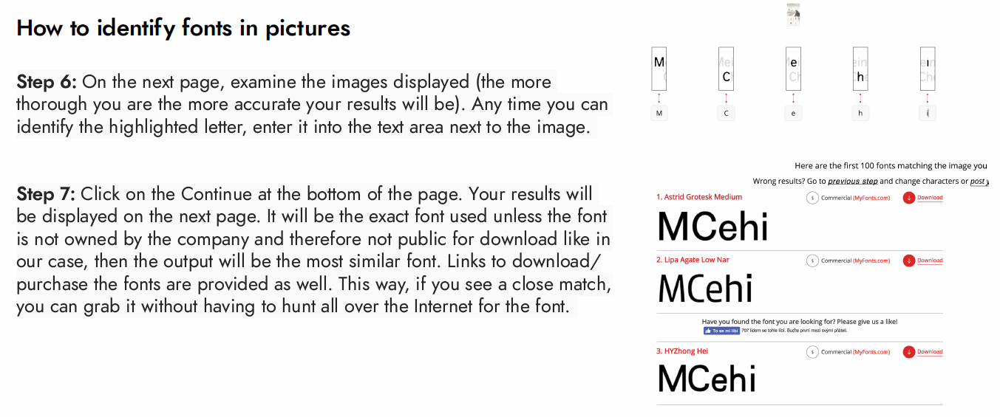 How to identify fonts in pictures
Step 6: On the next page, examine the images displayed (the more
thorough you are the more accurate your results will be). Any time you can
identify the highlighted letter, enter it into the text area next to the image.
Step 7: Click on the Continue at the bottom of the page. Your results will
be displayed on the next page. It will be the exact font used unless the font
is not owned by the company and therefore not public for download like in
our case, then the output will be the most similar font. Links to download/
purchase the fonts are provided as well. This way, if you see a close match,
you can grab it without having to hunt all over the Internet for the font.
M C e h i
M C e h i
Here are the first 100 fonts matching the image you
Wrong results? Go to previous step and change characters or post y
1. Astrid Grotesk Medium $ Commercial (MyFonts.com) Download
MCehi
2. Lipa Agate Low Nar $ Commercial (MyFonts.com) Download
MCehi
Have you found the font you are looking for? Please give us a like!
To se mi líbí 707 lidem se tohle líbí. Buďte první mezi svými přáteli.
3. HYZhong Hei $ Commercial (MyFonts.com) Download
MCehi